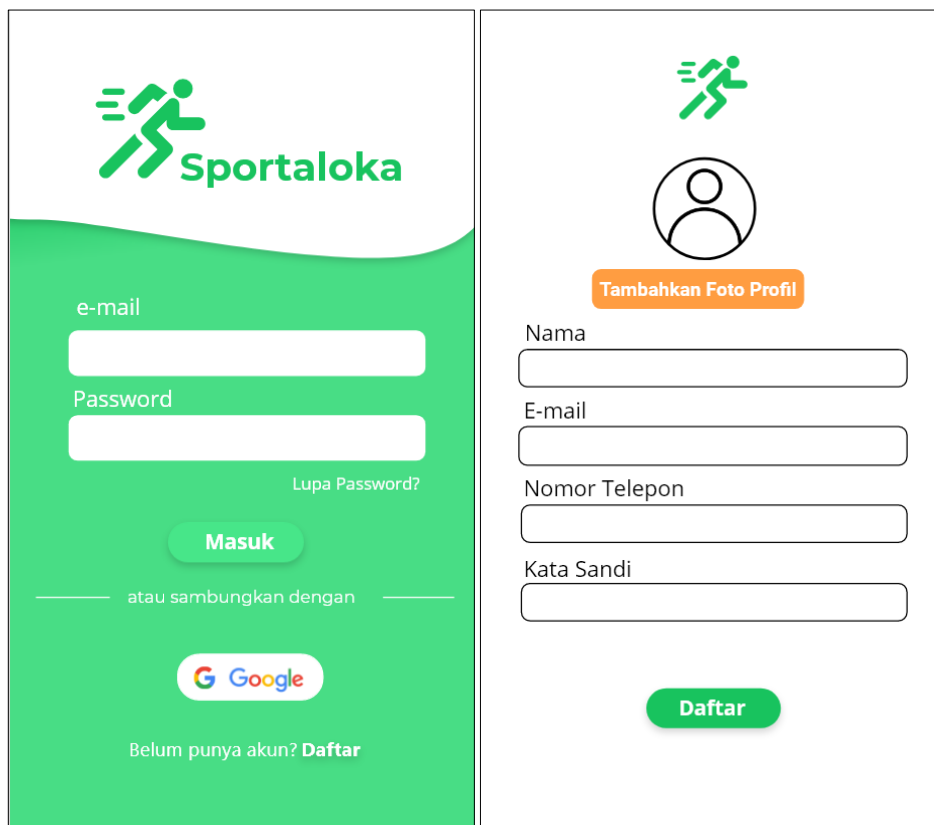 Sportaloka
e-mail
Password
Lupa Password?
Masuk
atau sambungkan dengan
G Google
Belum punya akun? Daftar
Tambahkan Foto Profil
Nama
E-mail
Nomor Telepon
Kata Sandi
Daftar